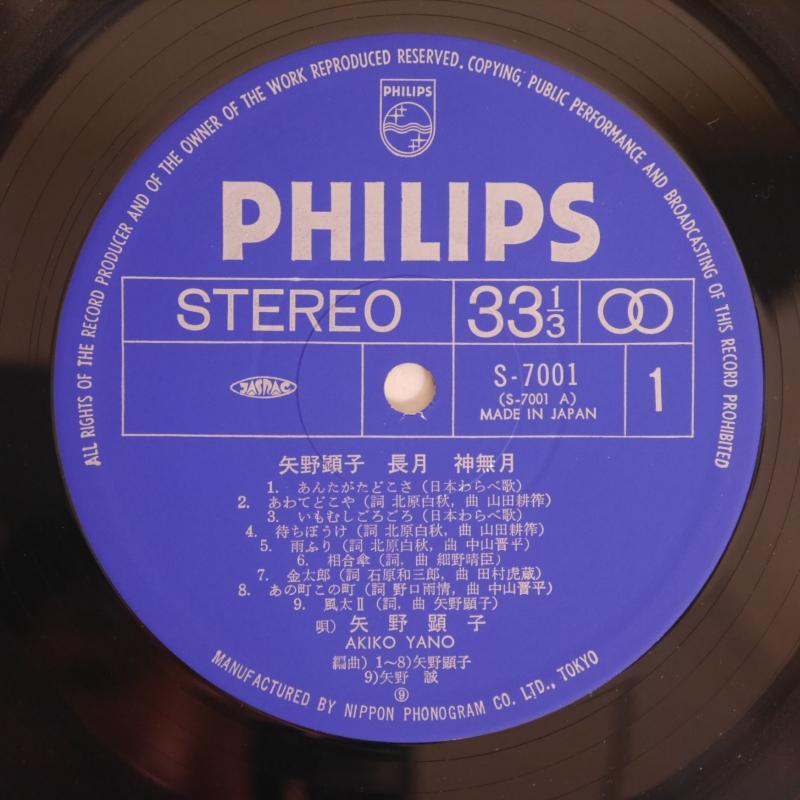 ALL RIGHTS OF THE RECORD PRODUCER AND OF THE OWNER OF THE WORK REPRODUCED RESERVED. COPYING, PUBLIC PERFORMANCE AND BROADCASTING OF THIS RECORD PROHIBITED
PHILIPS
PHILIPS
STEREO 33 1/3
JASRAC
S-7001
(S-7001 A)
MADE IN JAPAN
1
矢野顕子 長月 神無月
1. あんたがたどこさ (日本わらべ歌)
2. あわてどこや (詞 北原白秋, 曲 山田耕筰)
3. いもむしごろごろ (日本わらべ歌)
4. 待ちぼうけ (詞 北原白秋, 曲 山田耕筰)
5. 雨ふり (詞 北原白秋, 曲 中山晋平)
6. 相合傘 (詞, 曲 細野晴臣)
7. 金太郎 (詞 石原和三郎, 曲 田村虎蔵)
8. あの町この町 (詞 野口雨情, 曲 中山晋平)
9. 風太Ⅱ (詞, 曲 矢野顕子)
唄) 矢野顕子
AKIKO YANO
編曲) 1〜8)矢野顕子
9)矢野 誠
⑨
MANUFACTURED BY NIPPON PHONOGRAM CO. LTD., TOKYO